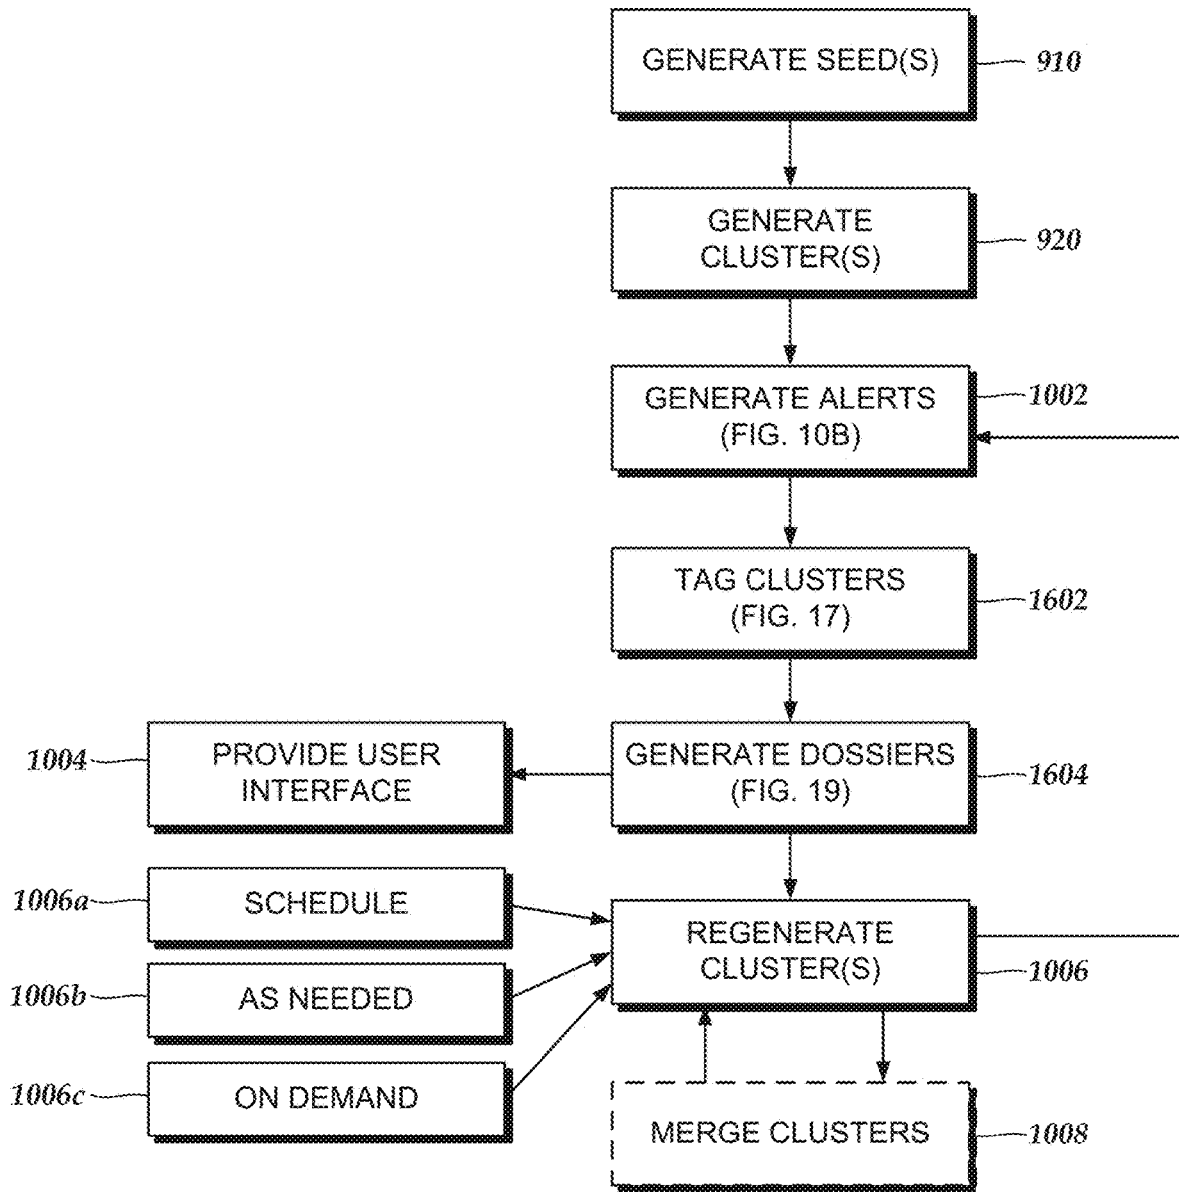 GENERATE SEED(S)
910
GENERATE
CLUSTER(S)
920
GENERATE ALERTS
(FIG. 10B)
1002
TAG CLUSTERS
(FIG. 17)
1602
1004
PROVIDE USER
INTERFACE
GENERATE DOSSIERS
(FIG. 19)
1604
1006a
SCHEDULE
1006b
AS NEEDED
1006c
ON DEMAND
REGENERATE
CLUSTER(S)
1006
MERGE CLUSTERS
1008